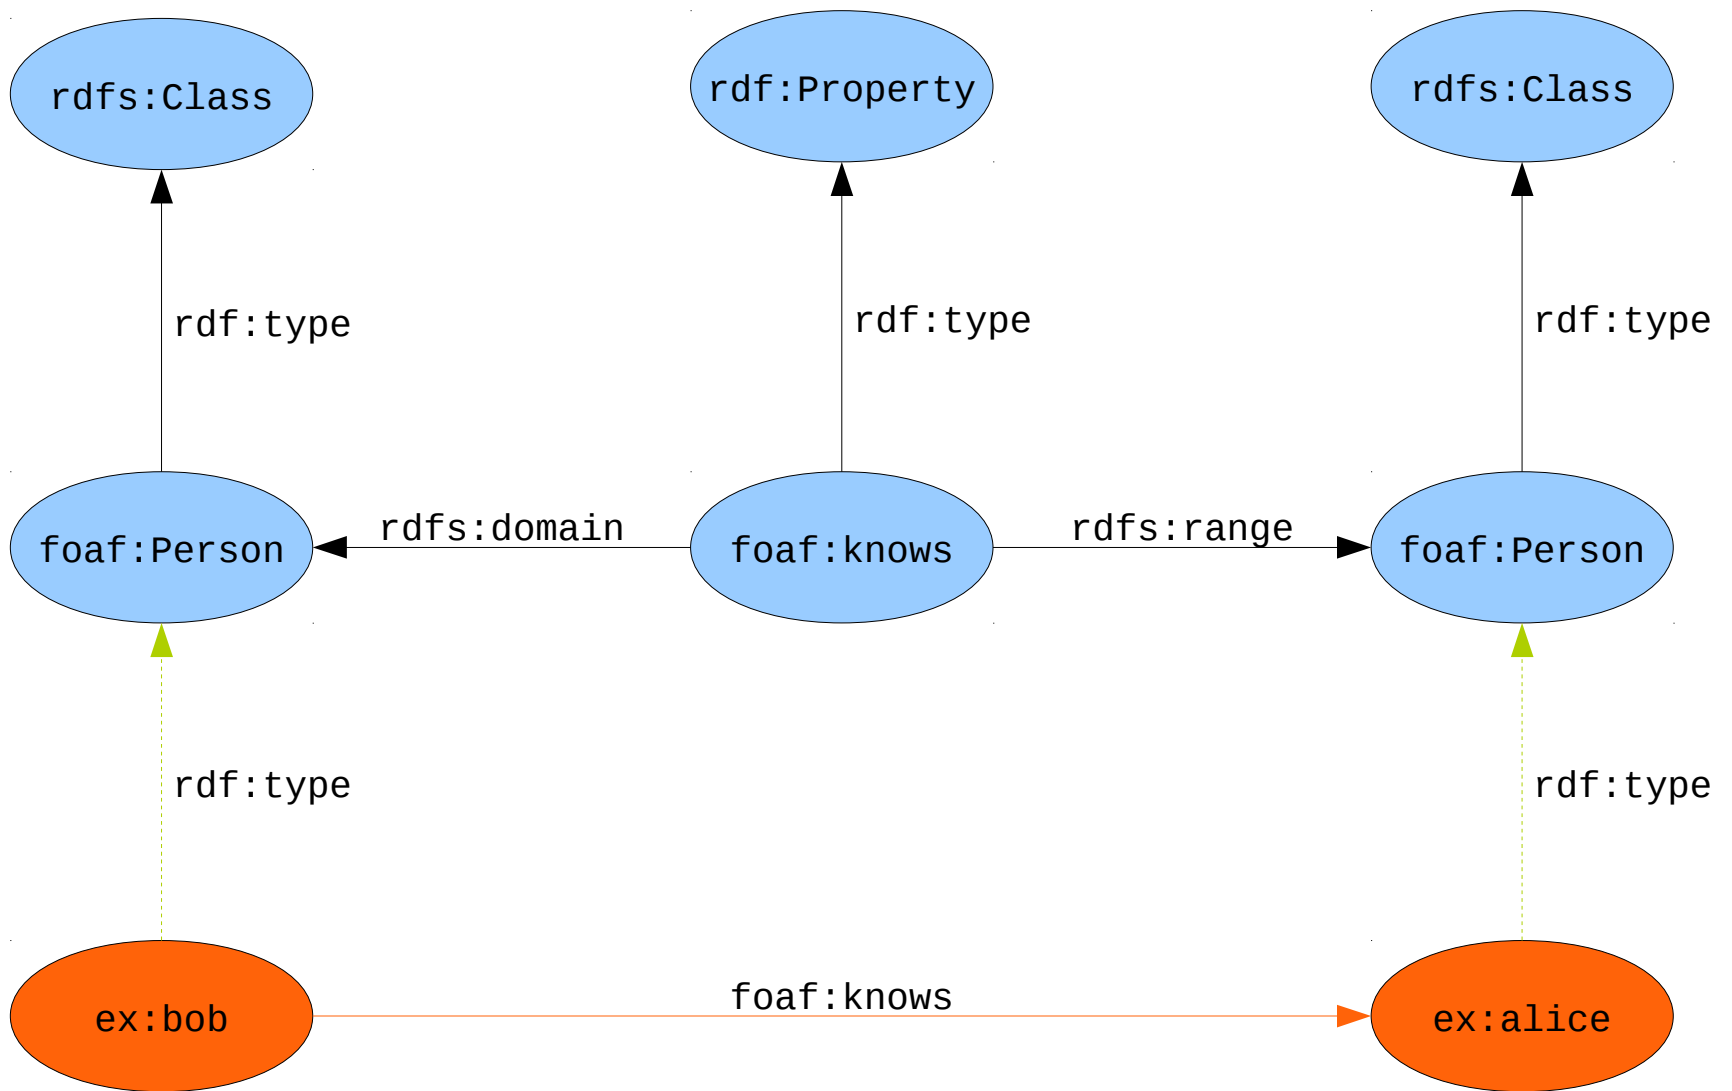 rdfs:Class
rdf:Property
rdfs:Class
rdf:type
rdf:type
rdf:type
foaf:Person
rdfs:domain
foaf:knows
rdfs:range
foaf:Person
rdf:type
rdf:type
ex:bob
foaf:knows
ex:alice